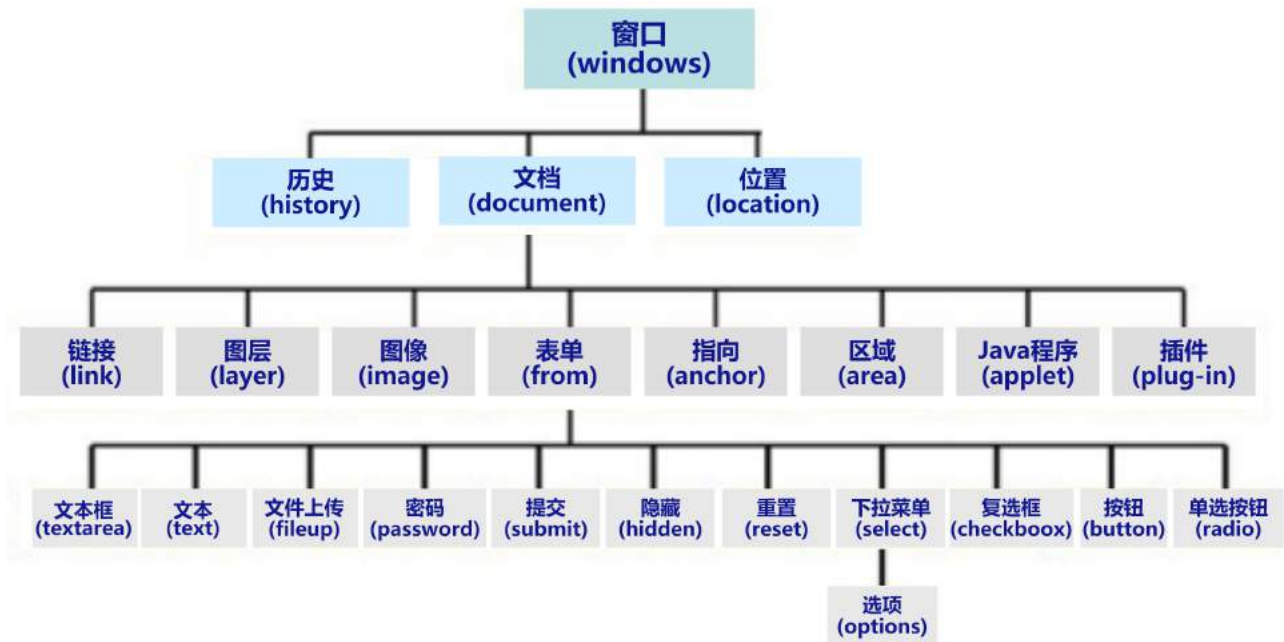 窗口
(windows)
历史
(history)
文档
(document)
位置
(location)
链接
(link)
图层
(layer)
图像
(image)
表单
(from)
指向
(anchor)
区域
(area)
Java程序
(applet)
插件
(plug-in)
文本框
(textarea)
文本
(text)
文件上传
(fileup)
密码
(password)
提交
(submit)
隐藏
(hidden)
重置
(reset)
下拉菜单
(select)
复选框
(checkboox)
按钮
(button)
单选按钮
(radio)
选项
(options)